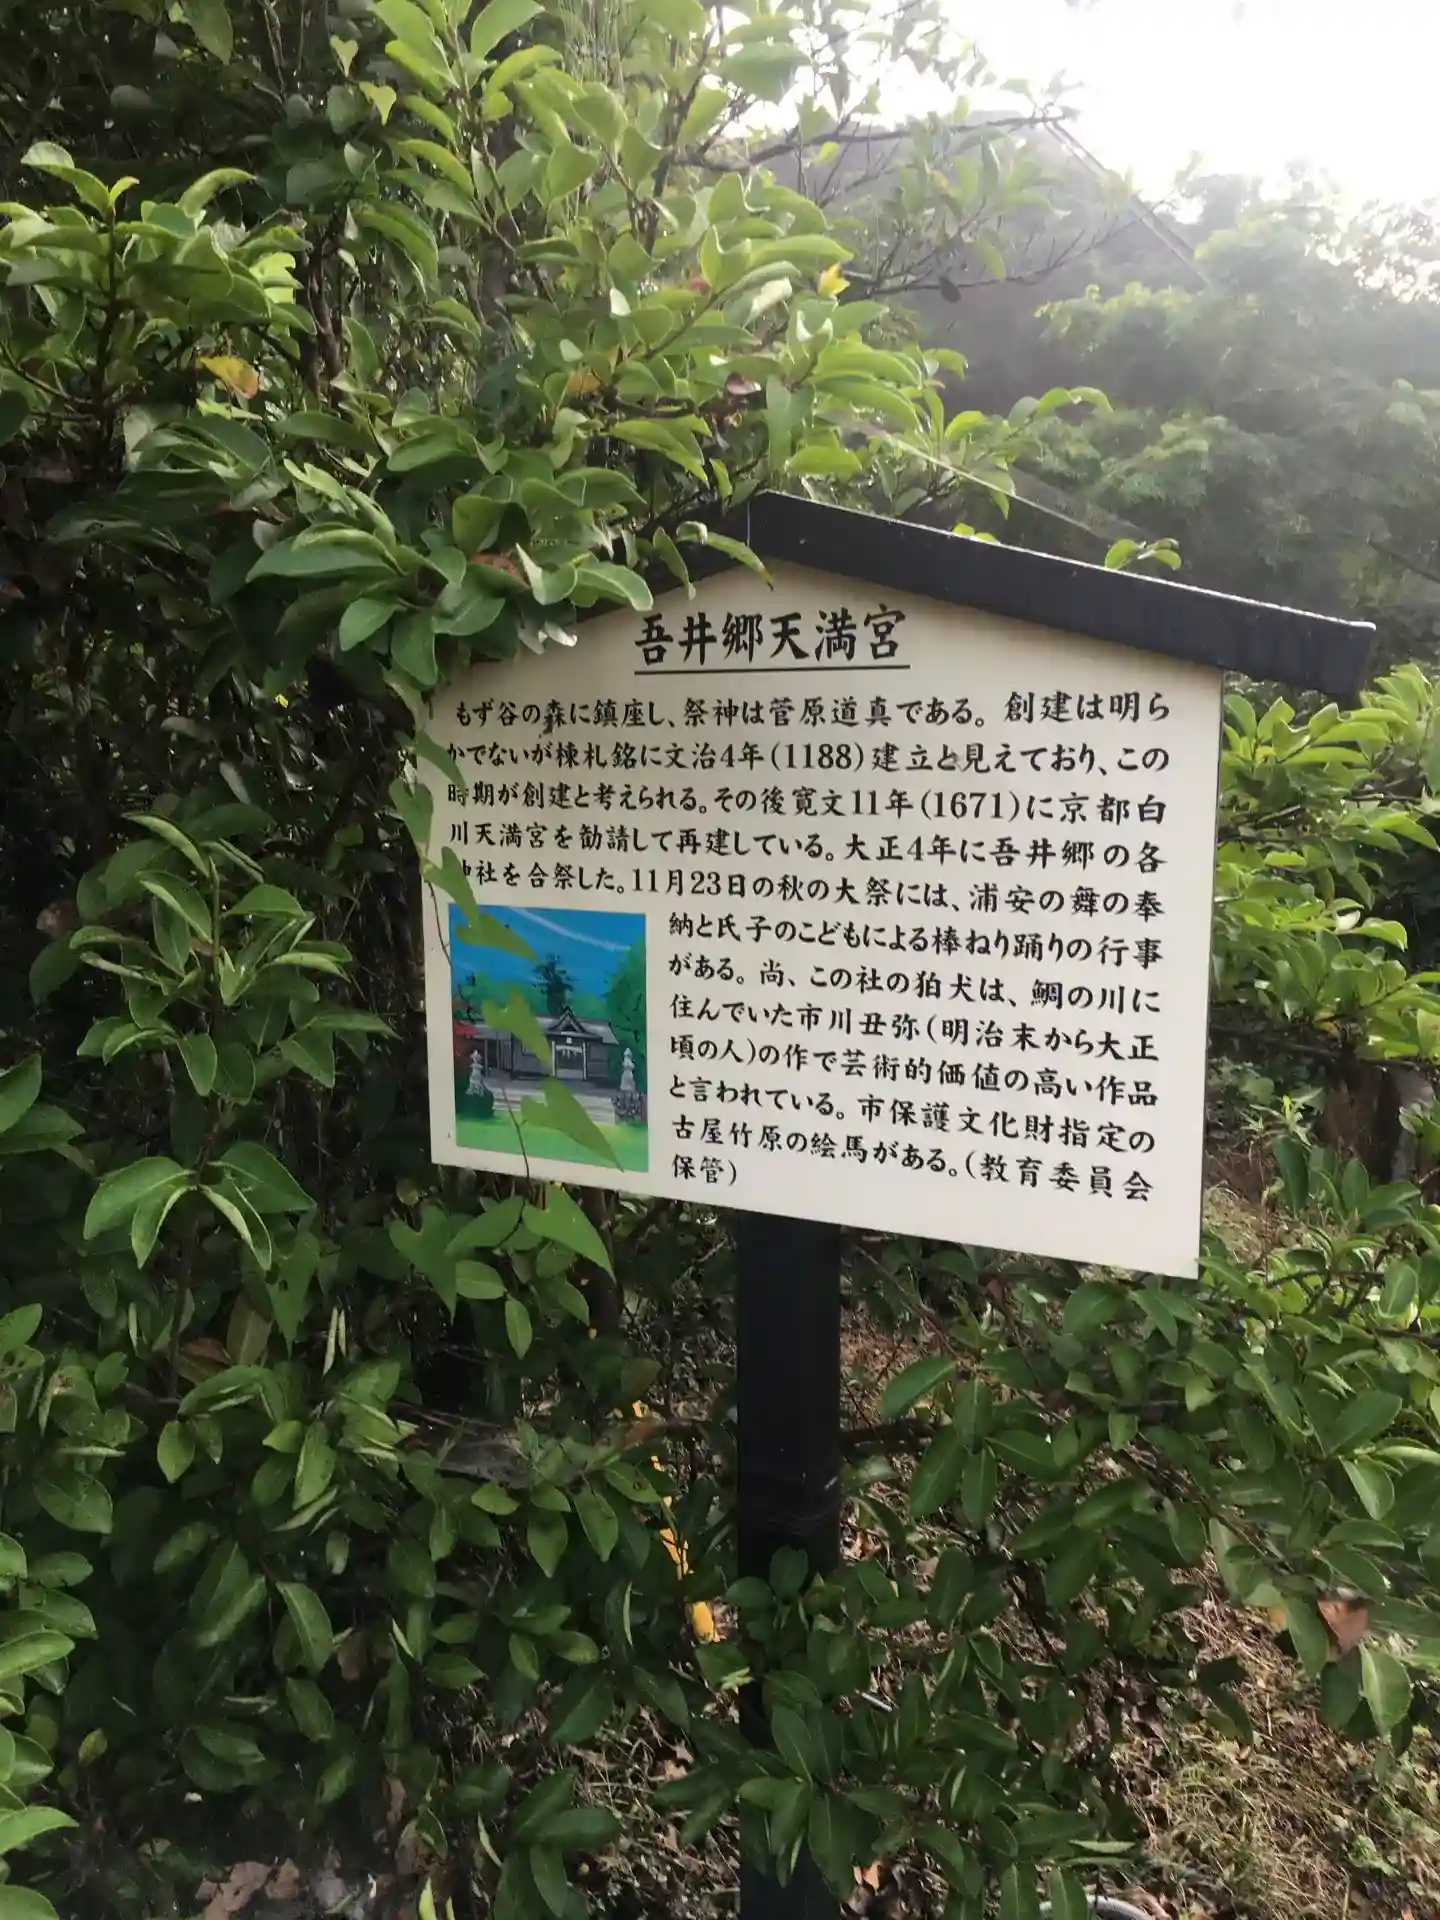 吾井郷天満宮
もず谷の森に鎮座し、祭神は菅原道真である。創建は明ら
かでないが棟札銘に文治4年(1188)建立と見えており、この
時期が創建と考えられる。その後寛文11年(1671)に京都白
川天満宮を勧請して再建している。大正4年に吾井郷の各
神社を合祭した。11月23日の秋の大祭には、浦安の舞の奉
納と氏子のこどもによる棒ねり踊りの行事
がある。尚、この社の狛犬は、鯛の川に
住んでいた市川丑弥(明治末から大正
頃の人)の作で芸術的価値の高い作品
と言われている。市保護文化財指定の
古屋竹原の絵馬がある。(教育委員会
保管)